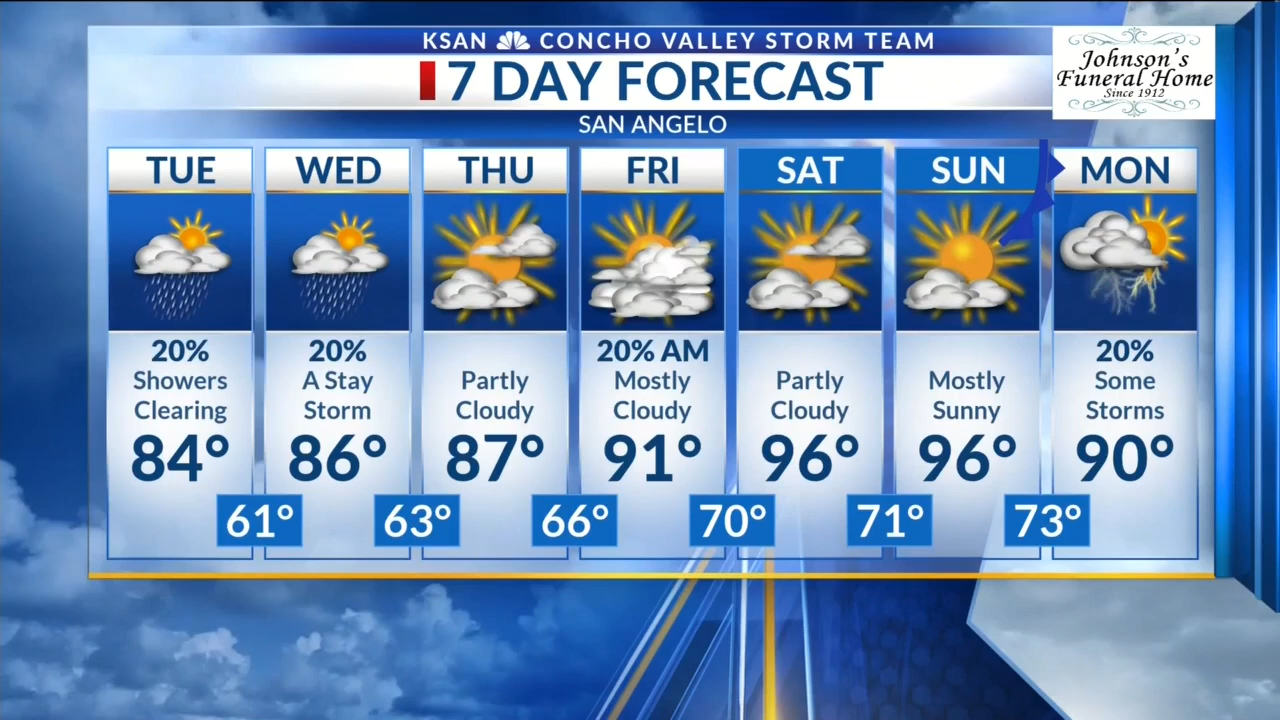 KSAN CONCHO VALLEY STORM TEAM
7 DAY FORECAST
SAN ANGELO
Johnson's
Funeral Home
Since 1912
TUE
20%
Showers
Clearing
84°
WED
20%
A Stay
Storm
86°
THU
Partly
Cloudy
87°
FRI
20% AM
Mostly
Cloudy
91°
SAT
Partly
Cloudy
96°
SUN
Mostly
Sunny
96°
MON
20%
Some
Storms
90°
61°
63°
66°
70°
71°
73°